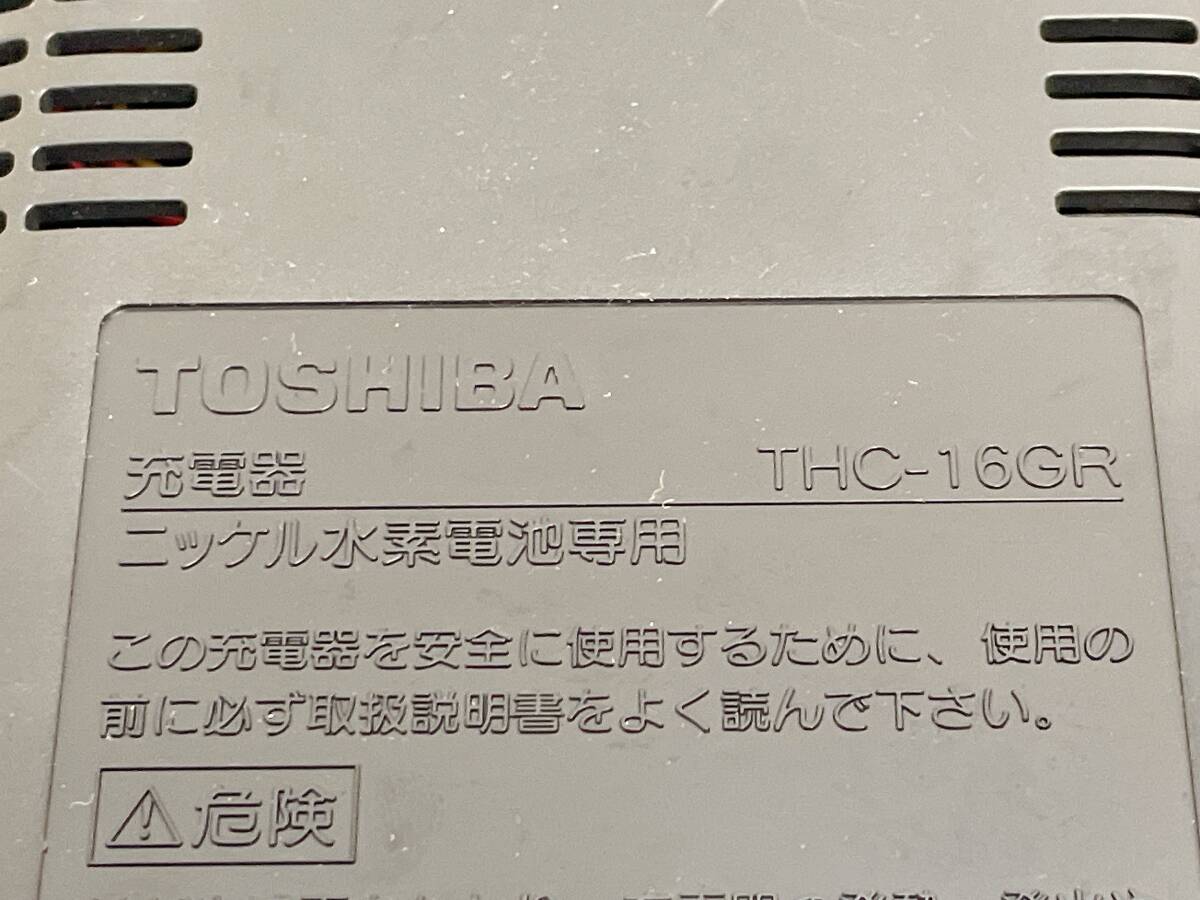 TOSHIBA
充電器 THC-16GR
ニッケル水素電池専用
この充電器を安全に使用するために、使用の
前に必ず取扱説明書をよく読んで下さい。
⚠危険